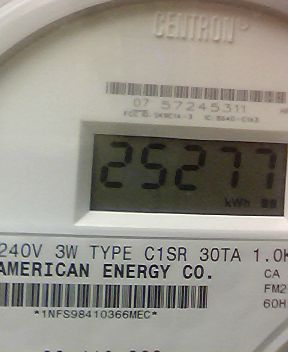 CENTRON®
07 57245311
25277
kWh
240V 3W TYPE C1SR 30TA 1.0K
AMERICAN ENERGY CO.
CA
FM2
60H
*1NFS98410366MEC*